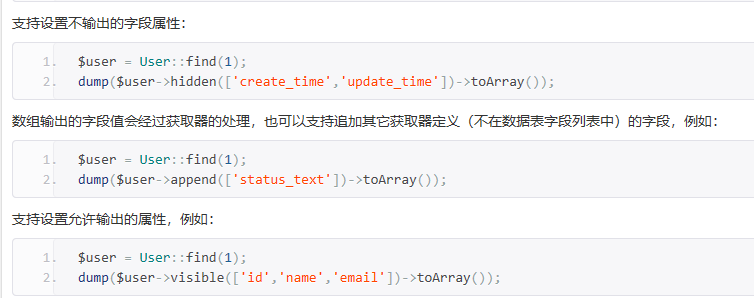 支持设置不输出的字段属性：
1. $user = User::find(1);
2. dump($user->hidden(['create_time','update_time'])->toArray());
数组输出的字段值会经过获取器的处理，也可以支持追加其它获取器定义（不在数据表字段列表中）的字段，例如：
1. $user = User::find(1);
2. dump($user->append(['status_text'])->toArray());
支持设置允许输出的属性，例如：
1. $user = User::find(1);
2. dump($user->visible(['id','name','email'])->toArray());